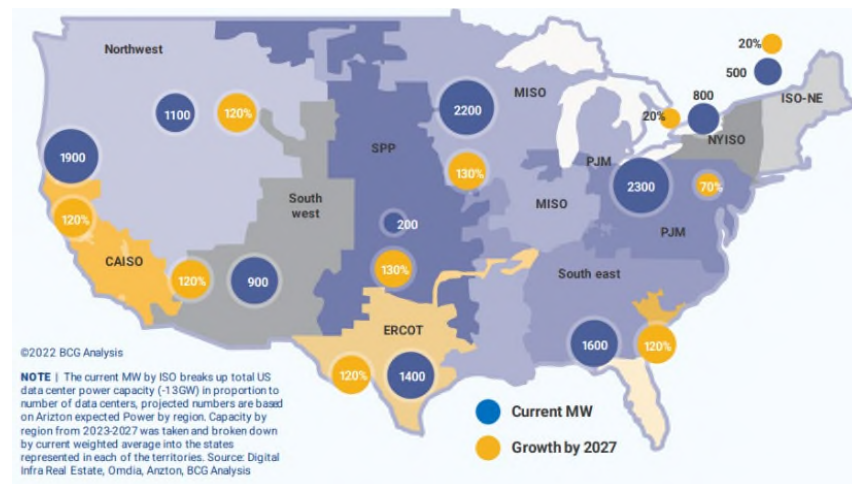 Northwest
20%
500
1100
120%
2200
MISO
20%
800
ISO-NE
NYISO
1900
SPP
PJM
130%
2300
70%
South
west
MISO
120%
200
PJM
CAISO
120%
900
130%
South east
ERCOT
1600
120%
120%
1400
©2022 BCG Analysis
NOTE | The current MW by ISO breaks up total US
data center power capacity (-13GW) in proportion to
number of data centers, projected numbers are based
on Arizton expected Power by region. Capacity by
region from 2023-2027 was taken and broken down
by current weighted average into the states
represented in each of the territories. Source: Digital
Infra Real Estate, Omdia, Anzton, BCG Analysis
Current MW
Growth by 2027